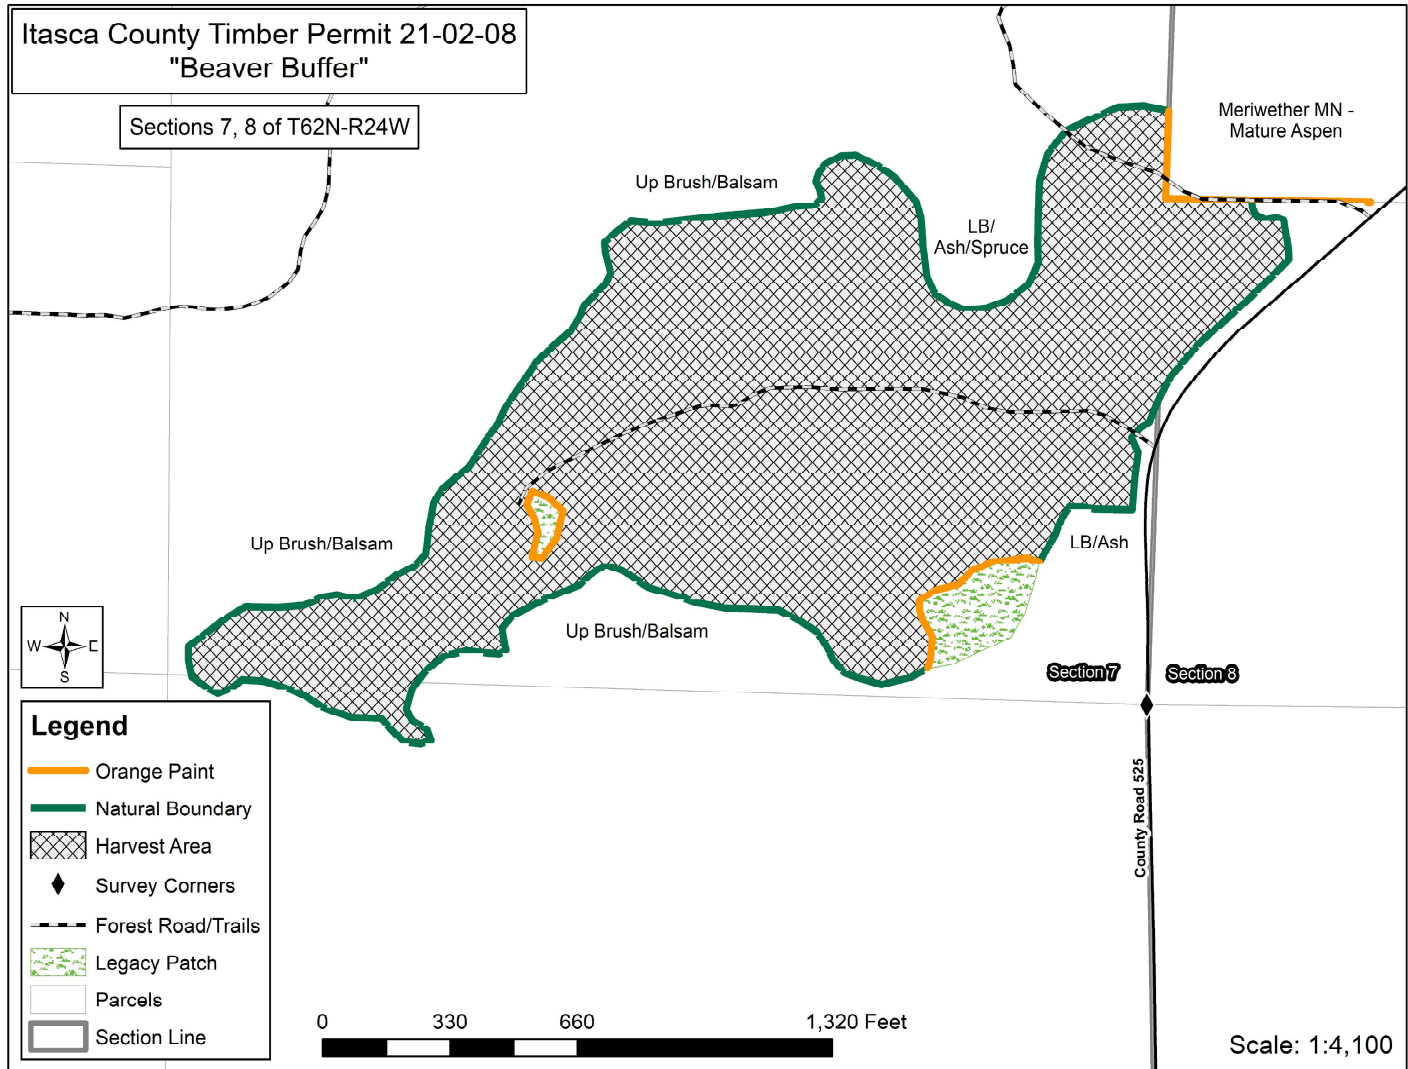 Itasca County Timber Permit 21-02-08
"Beaver Buffer"
Sections 7, 8 of T62N-R24W
Meriwether MN -
Mature Aspen
Up Brush/Balsam
LB/
Ash/Spruce
Up Brush/Balsam
LB/Ash
Up Brush/Balsam
Section 7
Section 8
County Road 525
N
W
E
S
Legend
Orange Paint
Natural Boundary
Harvest Area
Survey Corners
Forest Road/Trails
Legacy Patch
Parcels
Section Line
0 330 660 1,320 Feet
Scale: 1:4,100